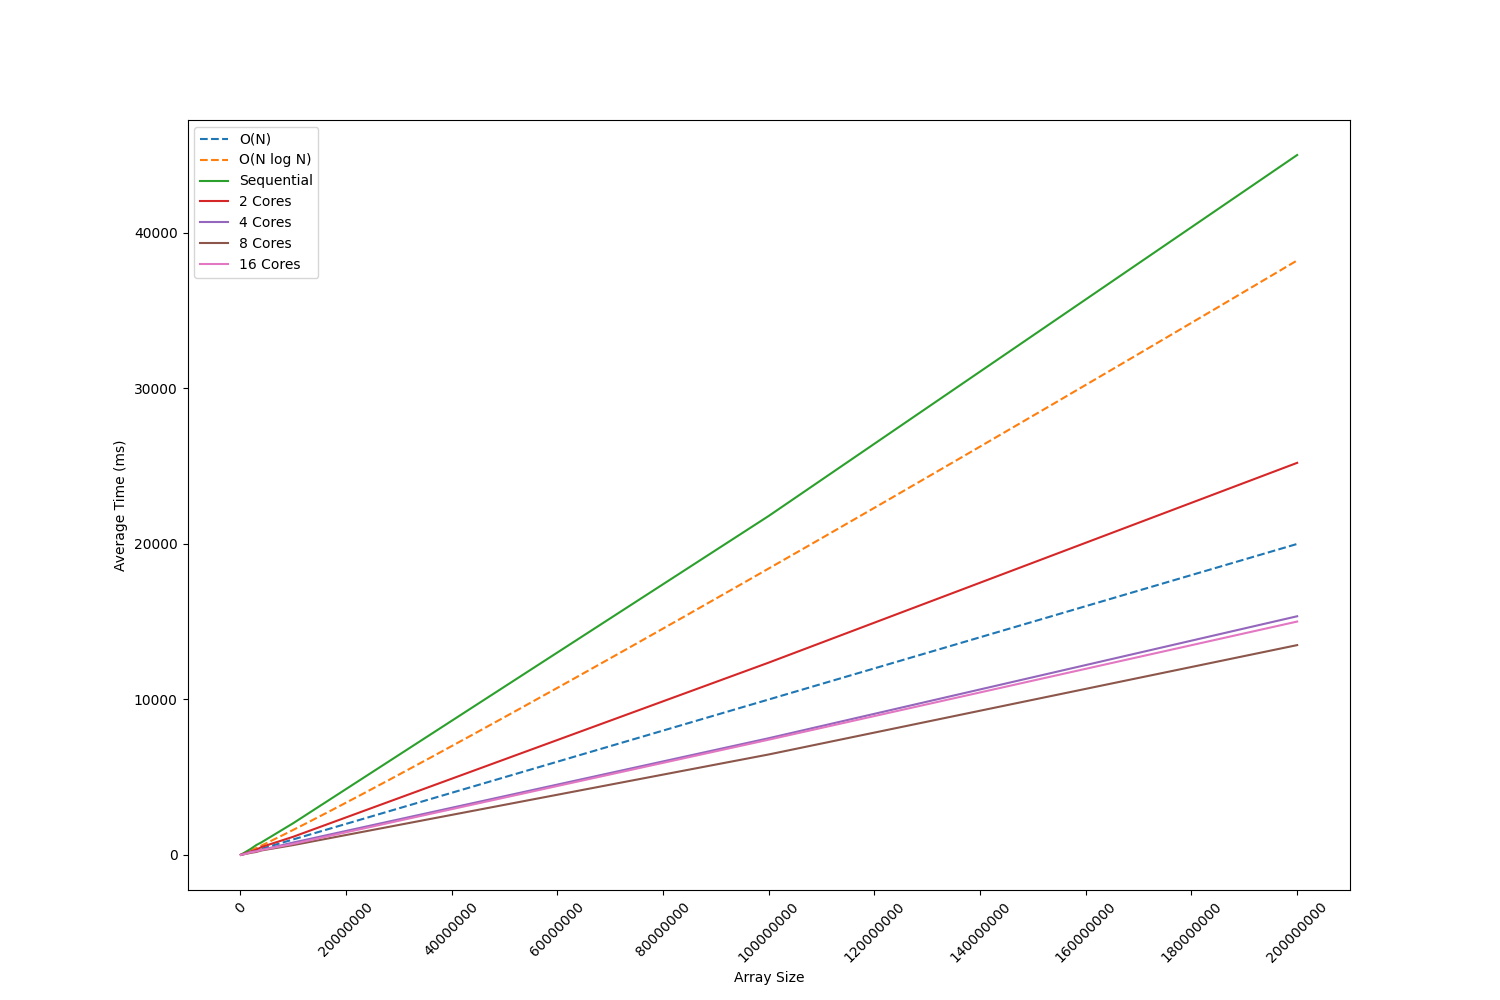 O(N)
O(N log N)
Sequential
2 Cores
4 Cores
8 Cores
16 Cores
Average Time (ms)
40000
30000
20000
10000
0
0
20000000
40000000
60000000
80000000
100000000
120000000
140000000
160000000
180000000
200000000
Array Size